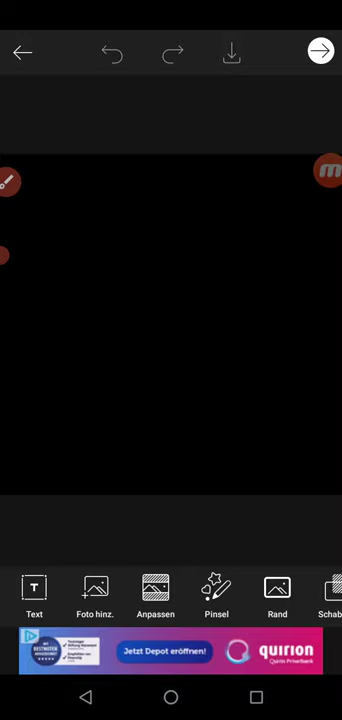 Text
Foto hinz.
Anpassen
Pinsel
Rand
Schab
Jetzt Depot eröffnen!
quirion
Quirin Privatbank